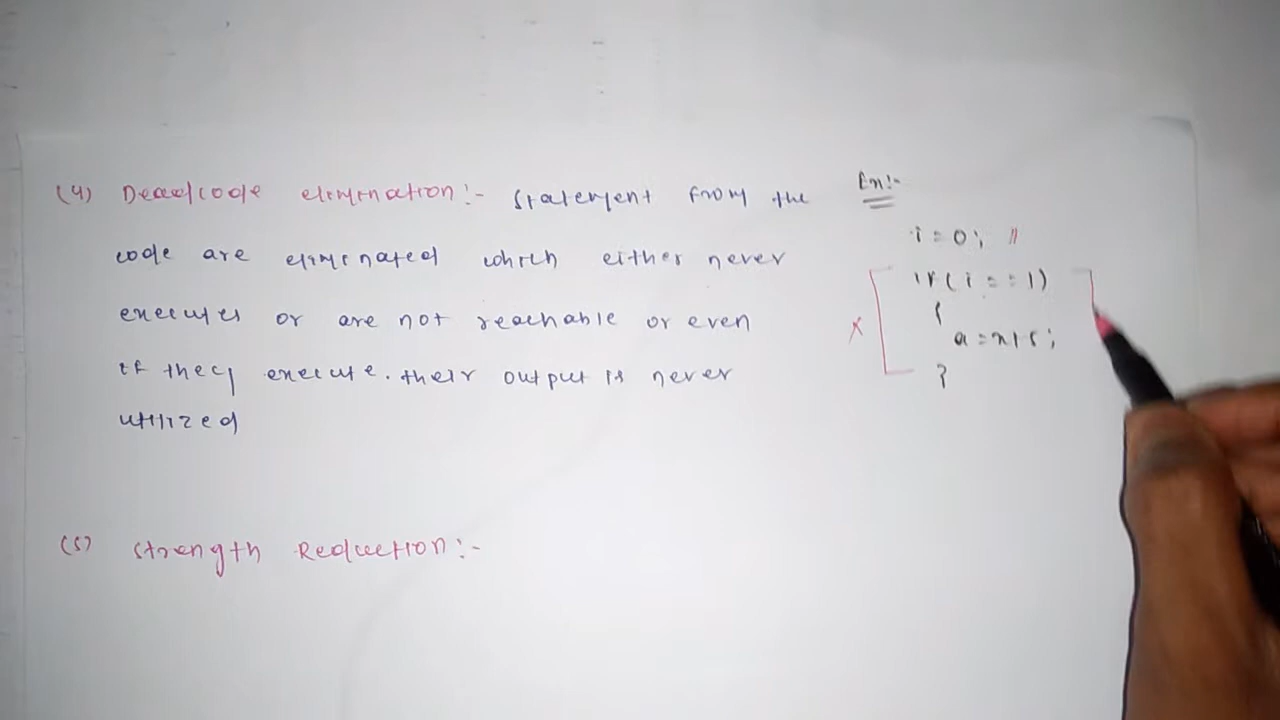 (4) Deadcode elimination:- Statement from the
code are eliminated which either never
executes or are not reachable or even
if they execute. their output is never
utilized
Ex:-
i = 0; //
if (i == 1)
{
a = x+5;
}
(5) Strength Reduction:-